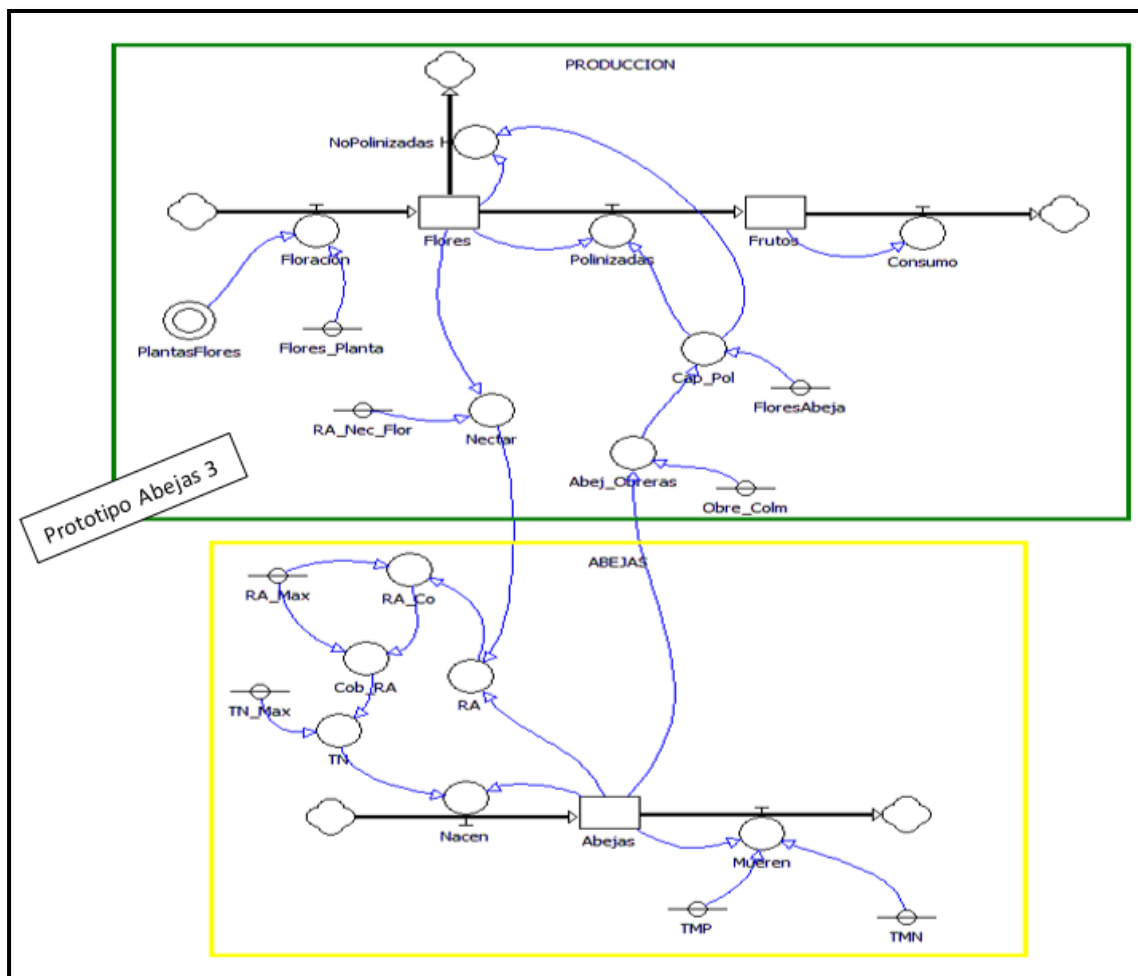 PRODUCCION
NoPolinizadas
Flores
Frutos
Floración
Polinizadas
Consumo
PlantasFlores
Flores_Planta
Cap_Pol
FloresAbeja
RA_Nec_Flor
Nectar
Abej_Obreras
Obre_Colm
Prototipo Abejas 3
ABEJAS
RA_Max
RA_Co
Cob_RA
RA
TN_Max
TN
Nacen
Abejas
Mueren
TMP
TMN